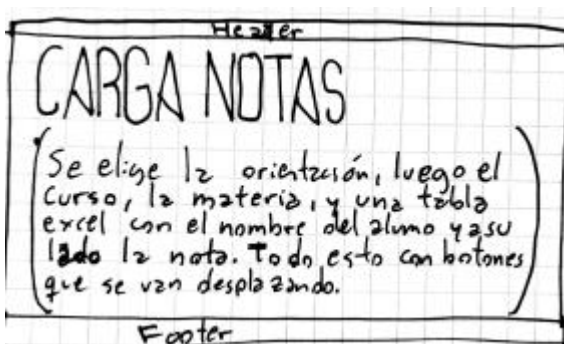 Header
CARGA NOTAS
(Se elige la orientación, luego el
curso, la materia, y una tabla
excel con el nombre del alumno y a su
lado la nota. Todo esto con botones
que se van desplazando.)
Footer